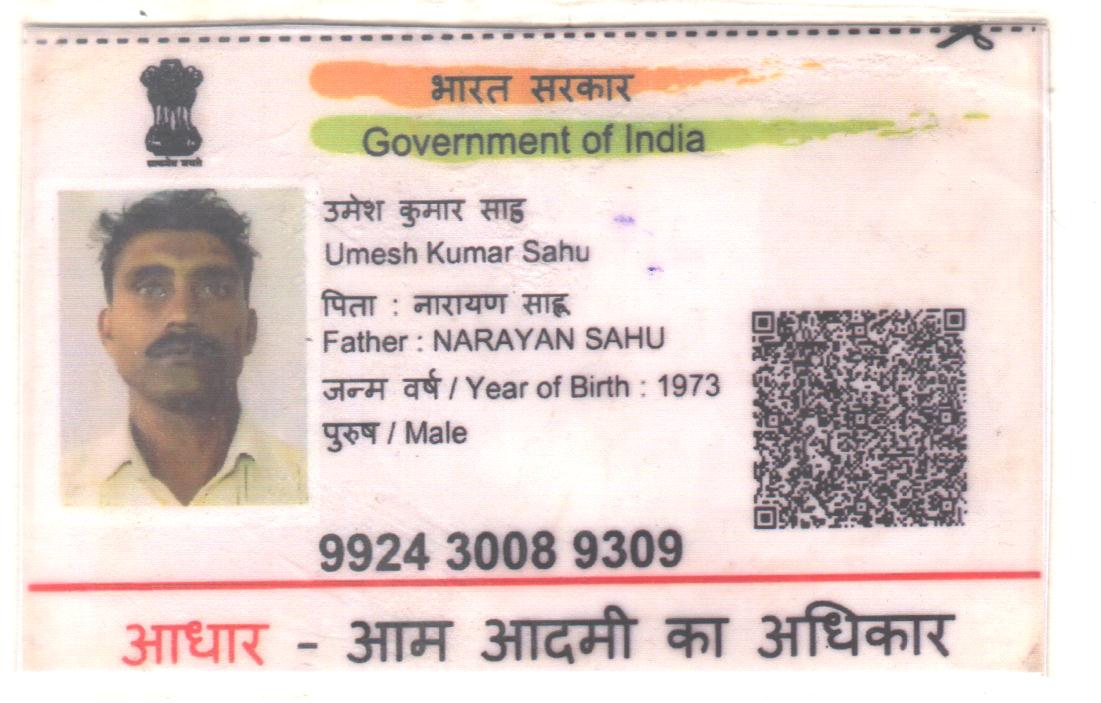 सत्यमेव जयते
भारत सरकार
Government of India
उमेश कुमार साहु
Umesh Kumar Sahu
पिता : नारायण साहू
Father : NARAYAN SAHU
जन्म वर्ष / Year of Birth : 1973
पुरुष / Male
9924 3008 9309
आधार - आम आदमी का अधिकार